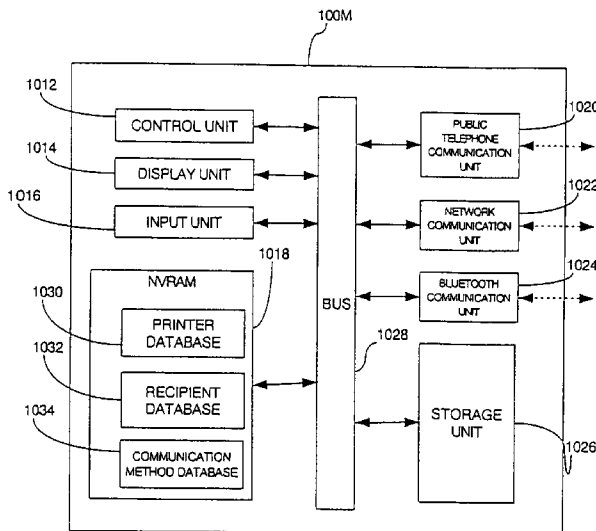 100M
1012
CONTROL UNIT
1014
DISPLAY UNIT
1016
INPUT UNIT
1018
NVRAM
1030
PRINTER
DATABASE
1032
RECIPIENT
DATABASE
1034
COMMUNICATION
METHOD DATABASE
BUS
1028
1020
PUBLIC
TELEPHONE
COMMUNICATION
UNIT
1022
NETWORK
COMMUNICATION
UNIT
1024
BLUETOOTH
COMMUNICATION
UNIT
STORAGE
UNIT
1026